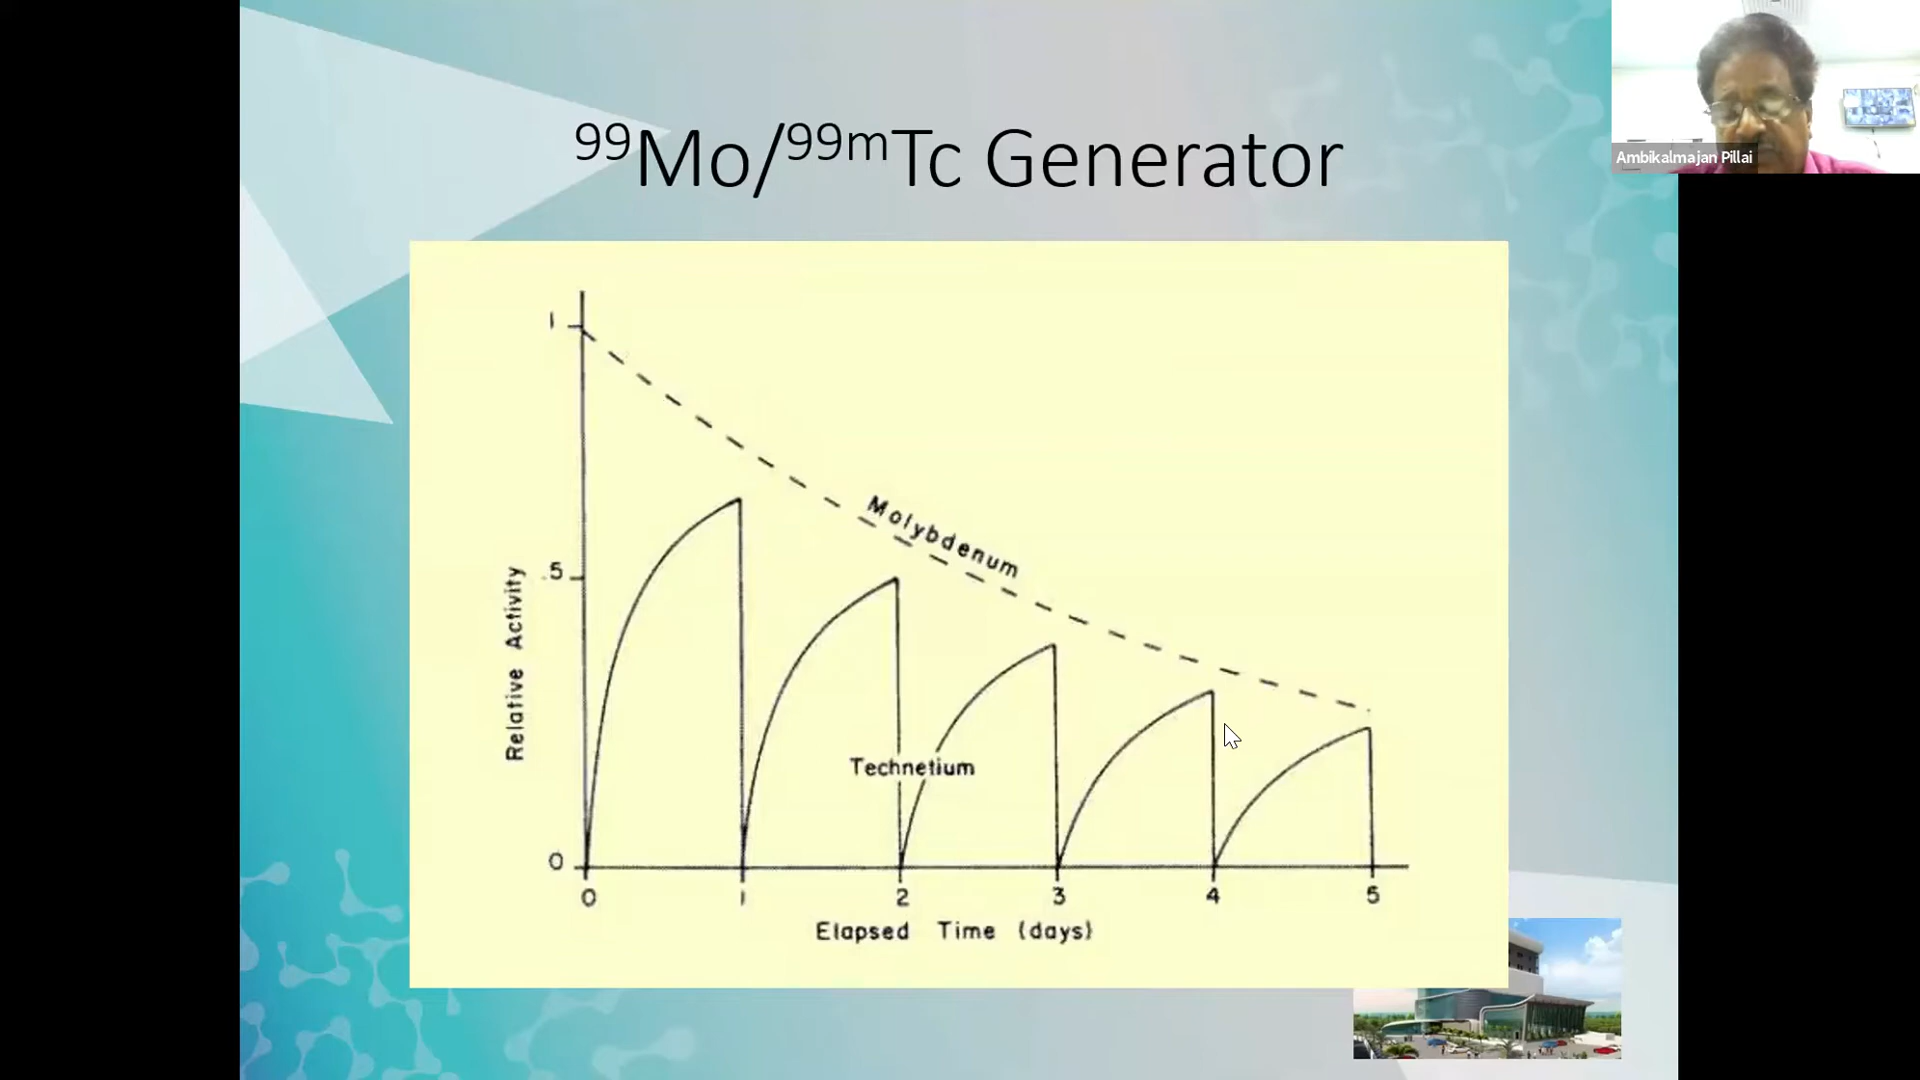 99Mo/99mTc Generator
Ambikalmajan Pillai
1
Molybdenum
.5
Relative Activity
Technetium
0
0 1 2 3 4 5
Elapsed Time (days)